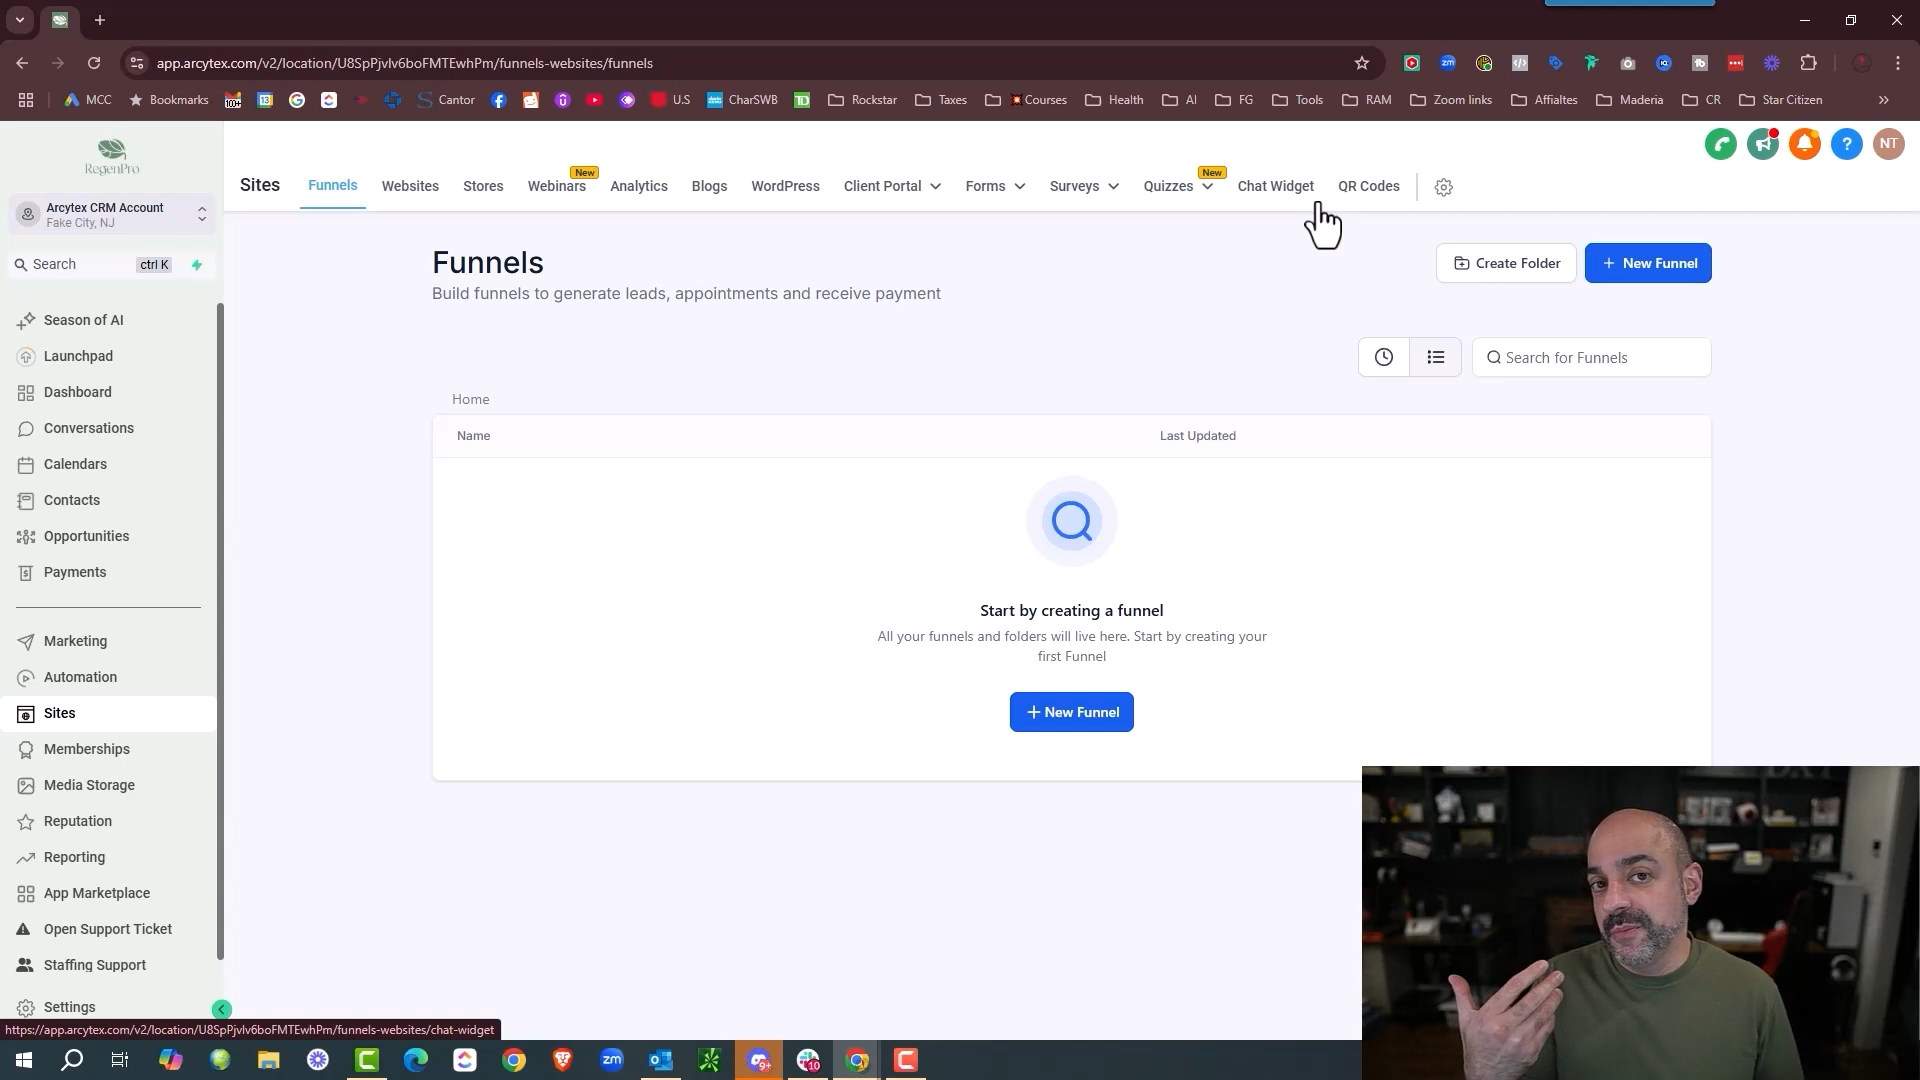 app.arcytex.com/v2/location/U8SpPjvlv6boFMTEwhPm/funnels-websites/funnels
MCC
Bookmarks
Cantor
U.S
CharSWB
Rockstar
Taxes
Courses
Health
AI
FG
Tools
RAM
Zoom links
Affialtes
Maderia
CR
Star Citizen
RegenPro
NT
Sites
Funnels
Websites
Stores
Webinars
New
Analytics
Blogs
WordPress
Client Portal
Forms
Surveys
Quizzes
New
Chat Widget
QR Codes
Arcytex CRM Account
Fake City, NJ
Search ctrl K
Season of AI
Launchpad
Dashboard
Conversations
Calendars
Contacts
Opportunities
Payments
Marketing
Automation
Sites
Memberships
Media Storage
Reputation
Reporting
App Marketplace
Open Support Ticket
Staffing Support
Settings
Funnels
Build funnels to generate leads, appointments and receive payment
Create Folder
+ New Funnel
Search for Funnels
Home
Name
Last Updated
Start by creating a funnel
All your funnels and folders will live here. Start by creating your
first Funnel
+ New Funnel
https://app.arcytex.com/v2/location/U8SpPjvlv6boFMTEwhPm/funnels-websites/chat-widget
zm
9+
10